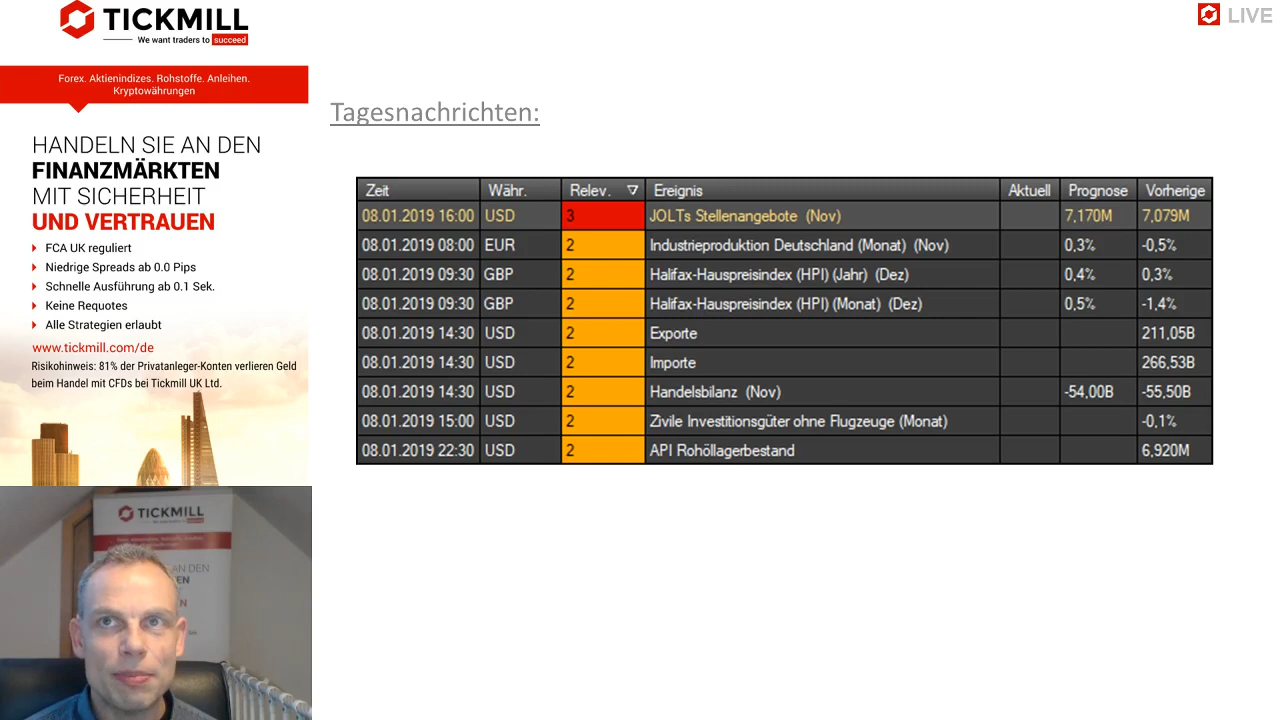 TICKMILL
We want traders to succeed
LIVE
Forex. Aktienindizes. Rohstoffe. Anleihen.
Kryptowährungen
HANDELN SIE AN DEN
FINANZMÄRKTEN
MIT SICHERHEIT
UND VERTRAUEN
FCA UK reguliert
Niedrige Spreads ab 0.0 Pips
Schnelle Ausführung ab 0.1 Sek.
Keine Requotes
Alle Strategien erlaubt
www.tickmill.com/de
Risikohinweis: 81% der Privatanleger-Konten verlieren Geld
beim Handel mit CFDs bei Tickmill UK Ltd.
Tagesnachrichten:
Zeit Währ. Relev. Ereignis Aktuell Prognose Vorherige
08.01.2019 16:00 USD 3 JOLTs Stellenangebote (Nov) 7,170M 7,079M
08.01.2019 08:00 EUR 2 Industrieproduktion Deutschland (Monat) (Nov) 0,3% -0,5%
08.01.2019 09:30 GBP 2 Halifax-Hauspreisindex (HPI) (Jahr) (Dez) 0,4% 0,3%
08.01.2019 09:30 GBP 2 Halifax-Hauspreisindex (HPI) (Monat) (Dez) 0,5% -1,4%
08.01.2019 14:30 USD 2 Exporte 211,05B
08.01.2019 14:30 USD 2 Importe 266,53B
08.01.2019 14:30 USD 2 Handelsbilanz (Nov) -54,00B -55,50B
08.01.2019 15:00 USD 2 Zivile Investitionsgüter ohne Flugzeuge (Monat) -0,1%
08.01.2019 22:30 USD 2 API Rohöllagerbestand 6,920M
TICKMILL